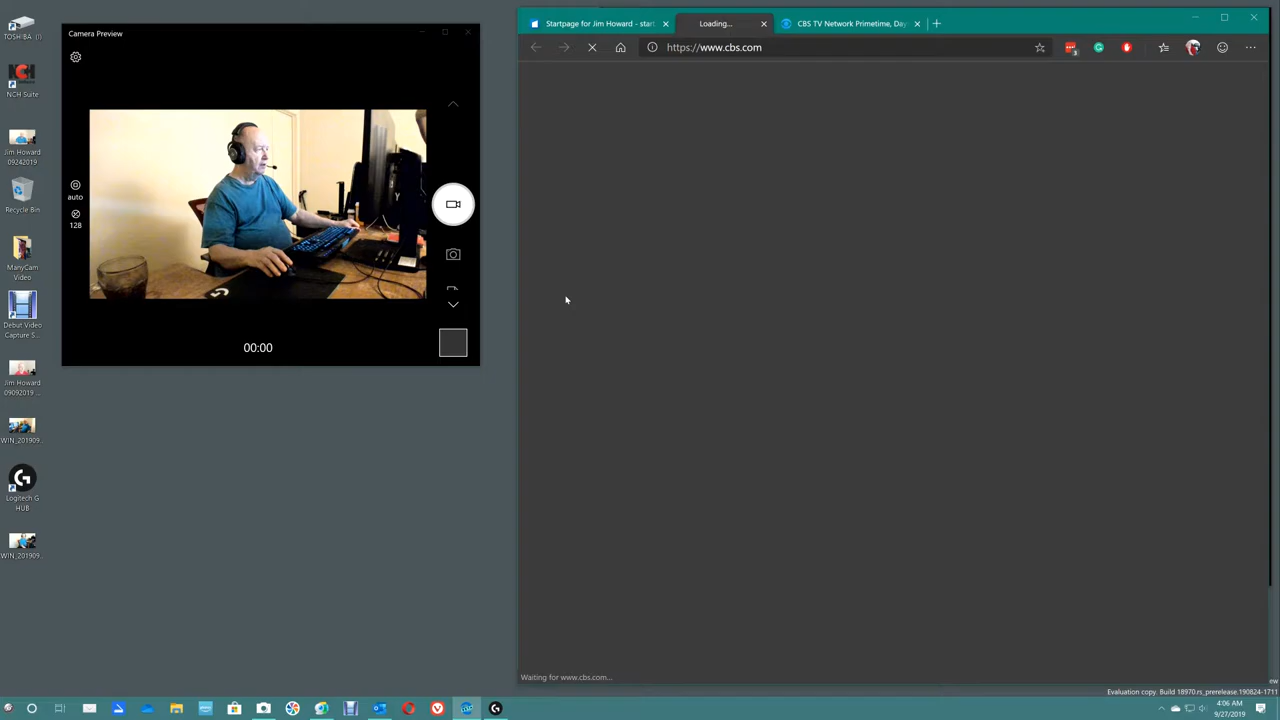 TOSHIBA (I)
NCH Suite
Jim Howard 09242019
Recycle Bin
ManyCam Video
Debut Video Capture S...
Jim Howard 09092019 ...
WIN_201909...
Logitech G HUB
WIN_201909...
Camera Preview
auto
128
00:00
Startpage for Jim Howard - start
Loading...
CBS TV Network Primetime, Day
https://www.cbs.com
3
Waiting for www.cbs.com...
Evaluation copy. Build 18970.rs_prerelease.190824-1711
4:06 AM
9/27/2019